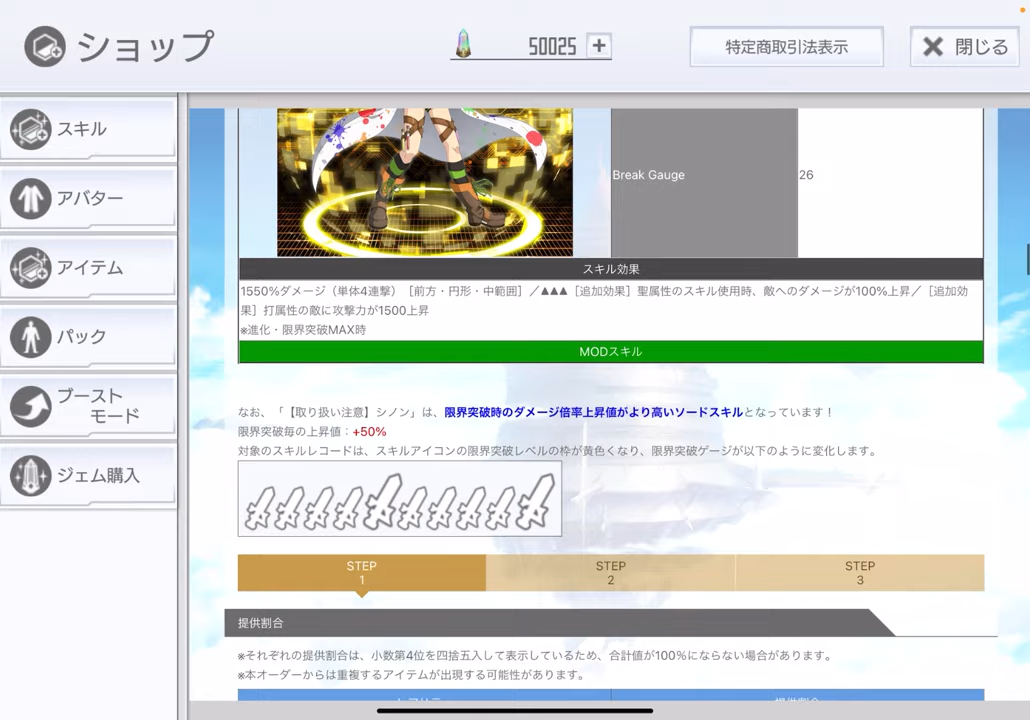 ショップ
50025
特定商取引法表示
閉じる
スキル
アバター
アイテム
パック
ブースト
モード
ジェム購入
Break Gauge
26
スキル効果
1550%ダメージ（単体4連撃）［前方・円形・中範囲］／▲▲▲［追加効果］聖属性のスキル使用時、敵へのダメージが100%上昇／［追加効
果］打属性の敵に攻撃力が1500上昇
※進化・限界突破MAX時
MODスキル
なお、「【取り扱い注意】シノン」は、限界突破時のダメージ倍率上昇値がより高いソードスキルとなっています！
限界突破毎の上昇値：+50%
対象のスキルレコードは、スキルアイコンの限界突破レベルの枠が黄色くなり、限界突破ゲージが以下のように変化します。
STEP
1
STEP
2
STEP
3
提供割合
※それぞれの提供割合は、小数第4位を四捨五入して表示しているため、合計値が100%にならない場合があります。
※本オーダーからは重複するアイテムが出現する可能性があります。